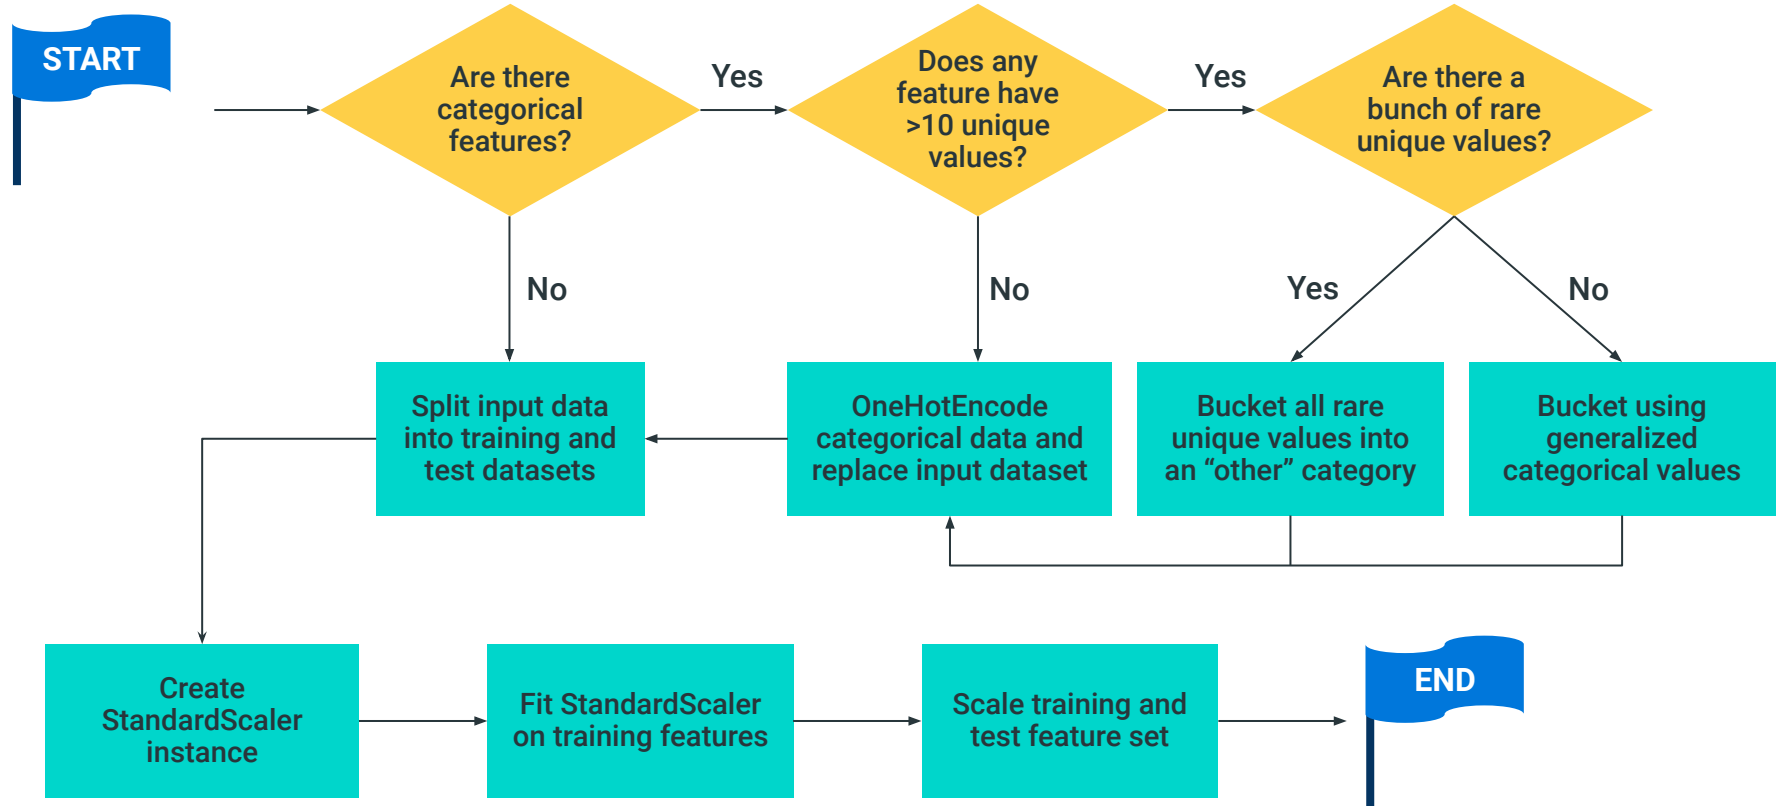 START
Are there
categorical
features?
Yes
Does any
feature have
>10 unique
values?
Yes
Are there a
bunch of rare
unique values?
No
No
Yes
No
Split input data
into training and
test datasets
OneHotEncode
categorical data and
replace input dataset
Bucket all rare
unique values into
an “other” category
Bucket using
generalized
categorical values
Create
StandardScaler
instance
Fit StandardScaler
on training features
Scale training and
test feature set
END